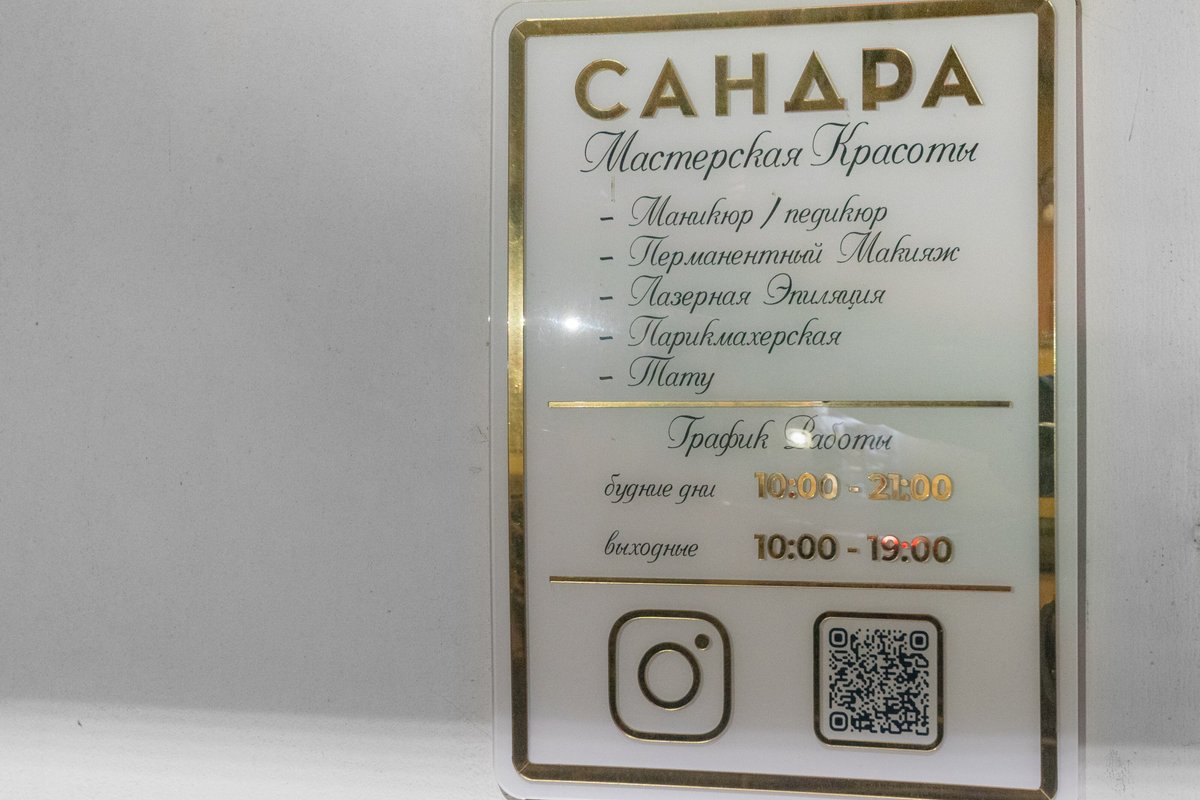 САНДРА
Мастерская Красоты
- Маникюр / педикюр
- Перманентный Макияж
- Лазерная Эпиляция
- Парикмахерская
- Тату
График Работы
будние дни 10:00 - 21:00
выходные 10:00 - 19:00